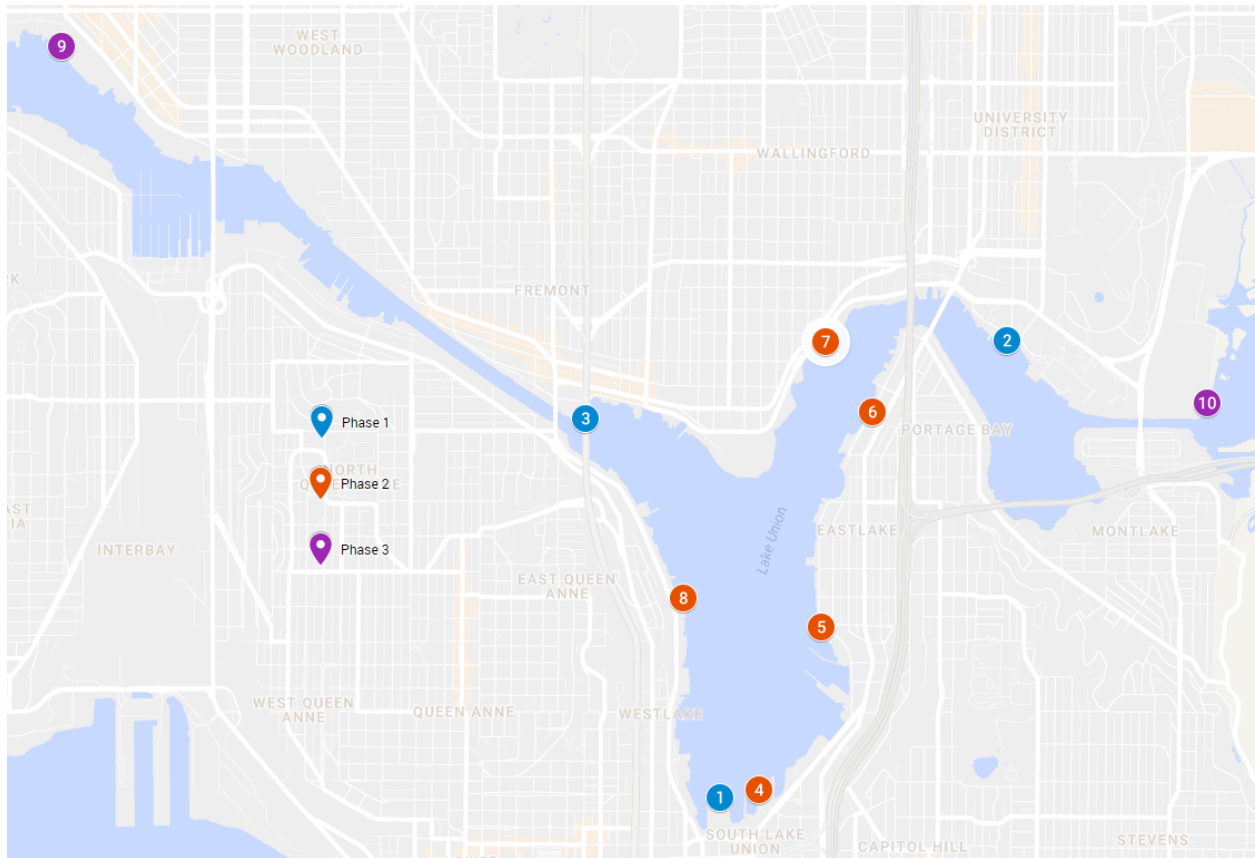 9
WEST
WOODLAND
UNIVERSITY
DISTRICT
WALLINGFORD
FREMONT
7
2
3
6
10
PORTAGE BAY
Phase 1
NORTH
Phase 2
Phase 3
INTERBAY
Lake Union
EASTLAKE
MONTLAKE
EAST QUEEN
ANNE
8
5
WEST QUEEN
ANNE
QUEEN ANNE
WESTLAKE
1
4
SOUTH LAKE
UNION
CAPITOL HILL
STEVENS